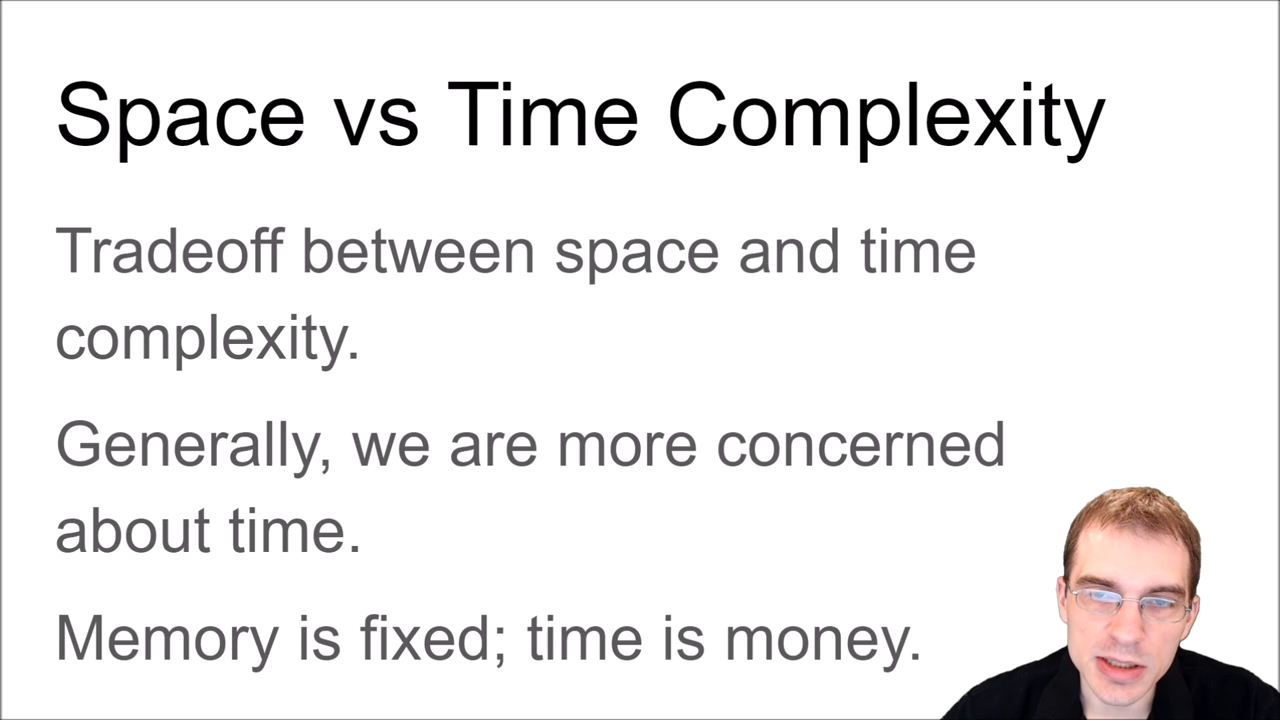 Space vs Time Complexity
Tradeoff between space and time
complexity.
Generally, we are more concerned
about time.
Memory is fixed; time is money.